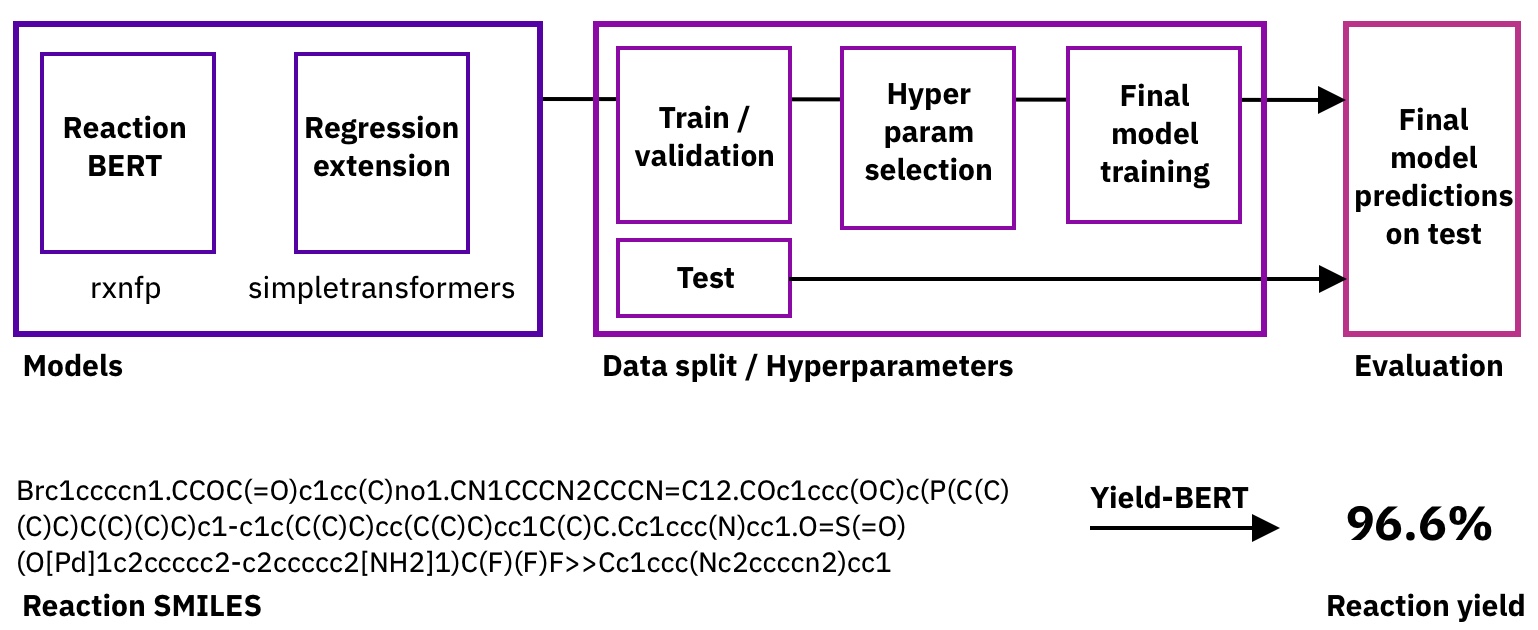 Reaction
BERT
Regression
extension
rxnfp
simpletransformers
Models
Train /
validation
Hyper
param
selection
Final
model
training
Test
Data split / Hyperparameters
Final
model
predictions
on test
Evaluation
Brc1ccccn1.CCOC(=O)c1cc(C)no1.CN1CCCN2CCCN=C12.COc1ccc(OC)c(P(C(C)
(C)C)C(C)(C)C)c1-c1c(C(C)C)cc(C(C)C)cc1C(C)C.Cc1ccc(N)cc1.O=S(=O)
(O[Pd]1c2ccccc2-c2ccccc2[NH2]1)C(F)(F)F>>Cc1ccc(Nc2ccccn2)cc1
Reaction SMILES
Yield-BERT
96.6%
Reaction yield